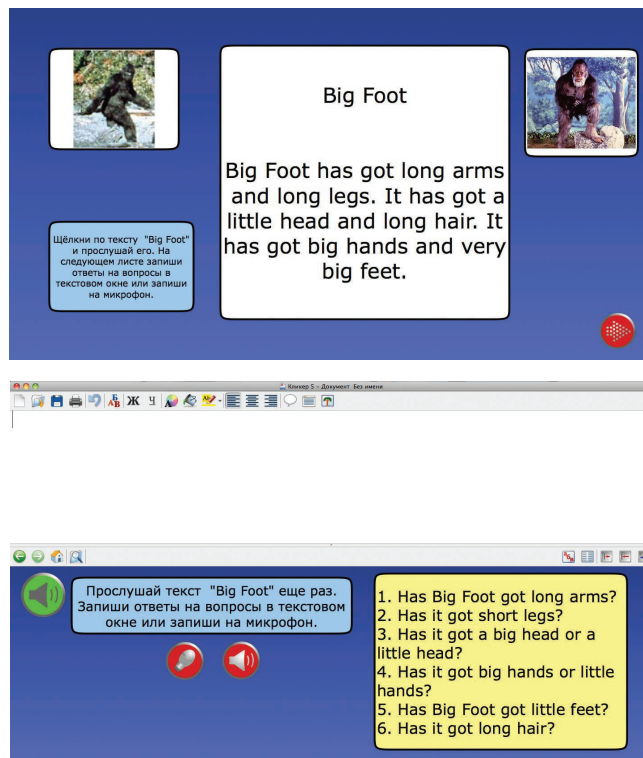 Big Foot
Big Foot has got long arms
and long legs. It has got a
little head and long hair. It
has got big hands and very
big feet.
Щёлкни по тексту "Big Foot"
и прослушай его. На
следующем листе запиши
ответы на вопросы в
текстовом окне или запиши
на микрофон.
Кликер 5 - Документ Без имени
Ж Ч
Прослушай текст "Big Foot" еще раз.
Запиши ответы на вопросы в текстовом
окне или запиши на микрофон.
1. Has Big Foot got long arms?
2. Has it got short legs?
3. Has it got a big head or a
little head?
4. Has it got big hands or little
hands?
5. Has Big Foot got little feet?
6. Has it got long hair?